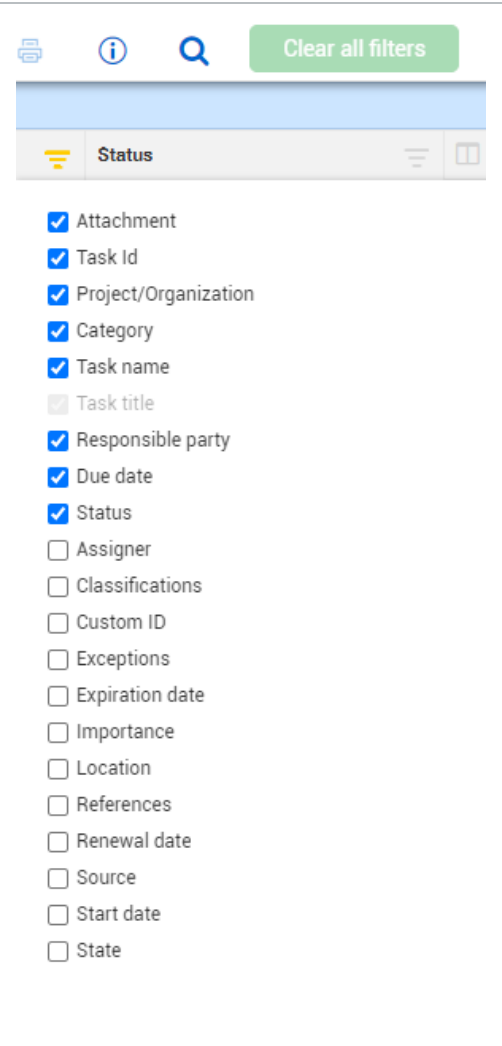 Clear all filters
Status
Attachment
Task Id
Project/Organization
Category
Task name
Task title
Responsible party
Due date
Status
Assigner
Classifications
Custom ID
Exceptions
Expiration date
Importance
Location
References
Renewal date
Source
Start date
State